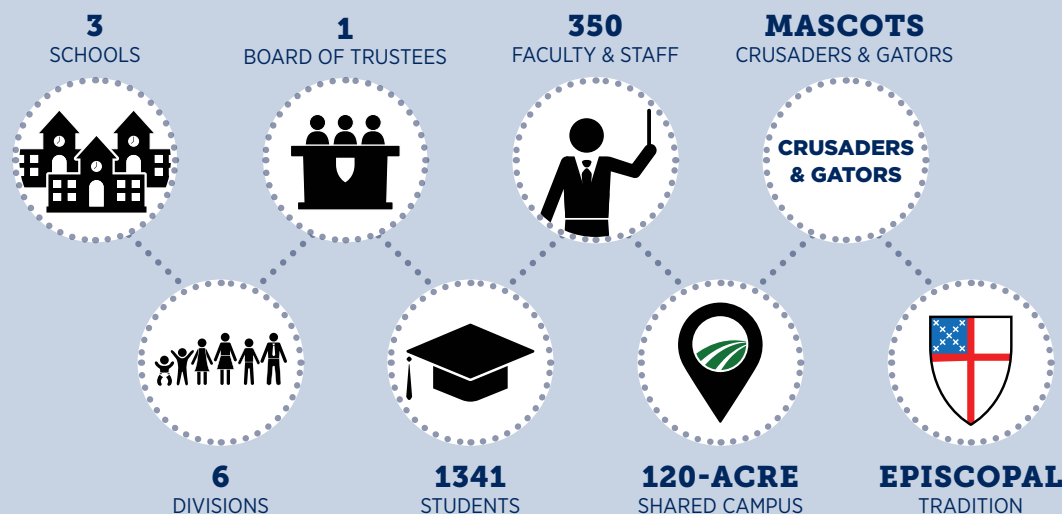 3
SCHOOLS
1
BOARD OF TRUSTEES
350
FACULTY & STAFF
MASCOTS
CRUSADERS & GATORS
CRUSADERS
& GATORS
6
DIVISIONS
1341
STUDENTS
120-ACRE
SHARED CAMPUS
EPISCOPAL
TRADITION